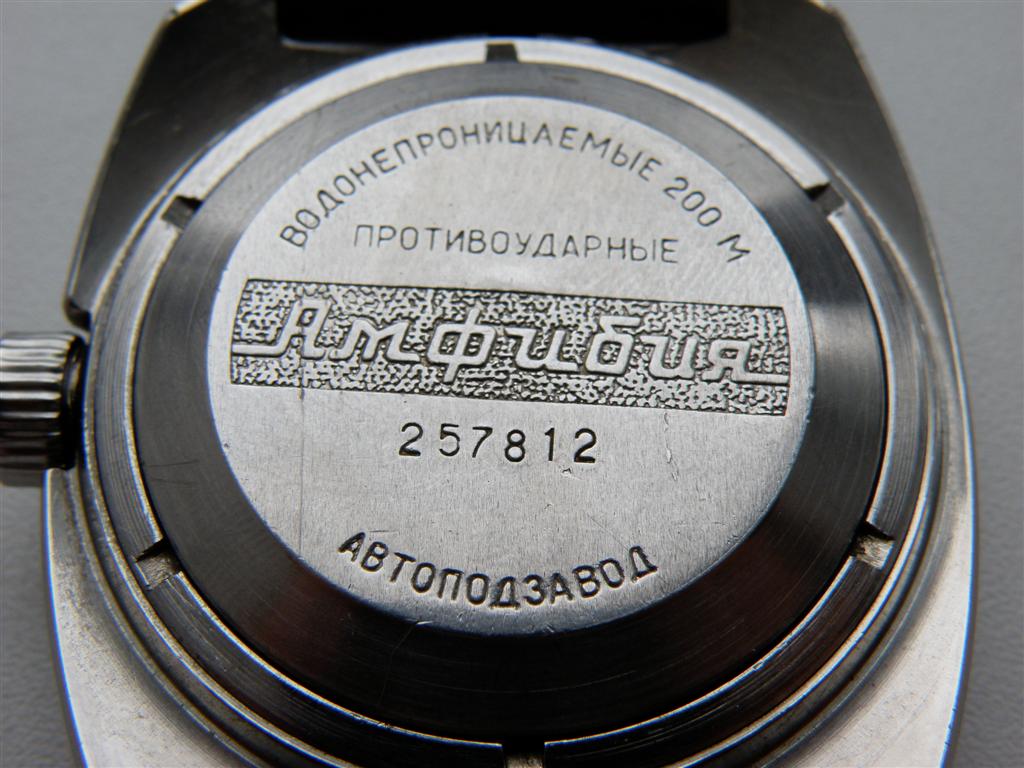 ВОДОНЕПРОНИЦАЕМЫЕ 200 М
ПРОТИВОУДАРНЫЕ
Амфибия
257812
АВТОПОДЗАВОД